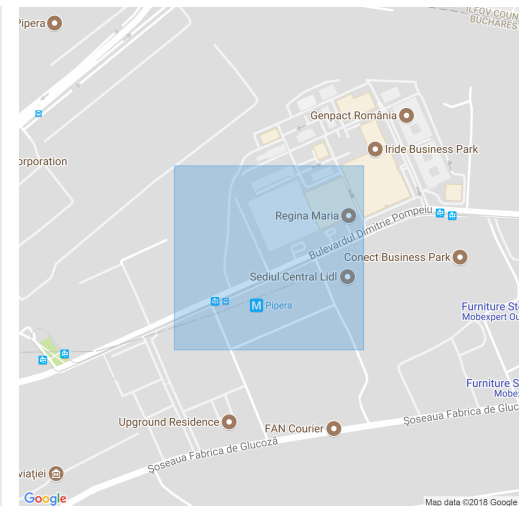 ILFOV COUN
BUCHARES
Pipera
Genpact România
Iride Business Park
orporation
Regina Maria
Bulevardul Dimitrie Pompeiu
Conect Business Park
Sediul Central Lidl
M Pipera
Furniture St
Mobexpert Ou
Furniture S
Mobe
Upground Residence
FAN Courier
Șoseaua Fabrica de Gluc
Șoseaua Fabrica de Glucoză
viației
Google
Map data ©2018 Google